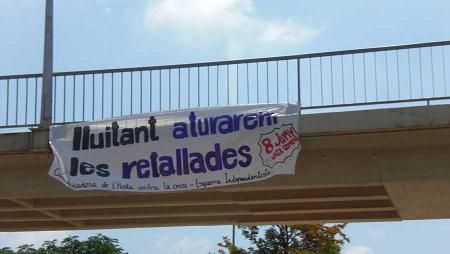 lluitant aturarem
les retallades
8 Juny
Coordinadora de l'Horta contra la crisi - Esquerra Independentista